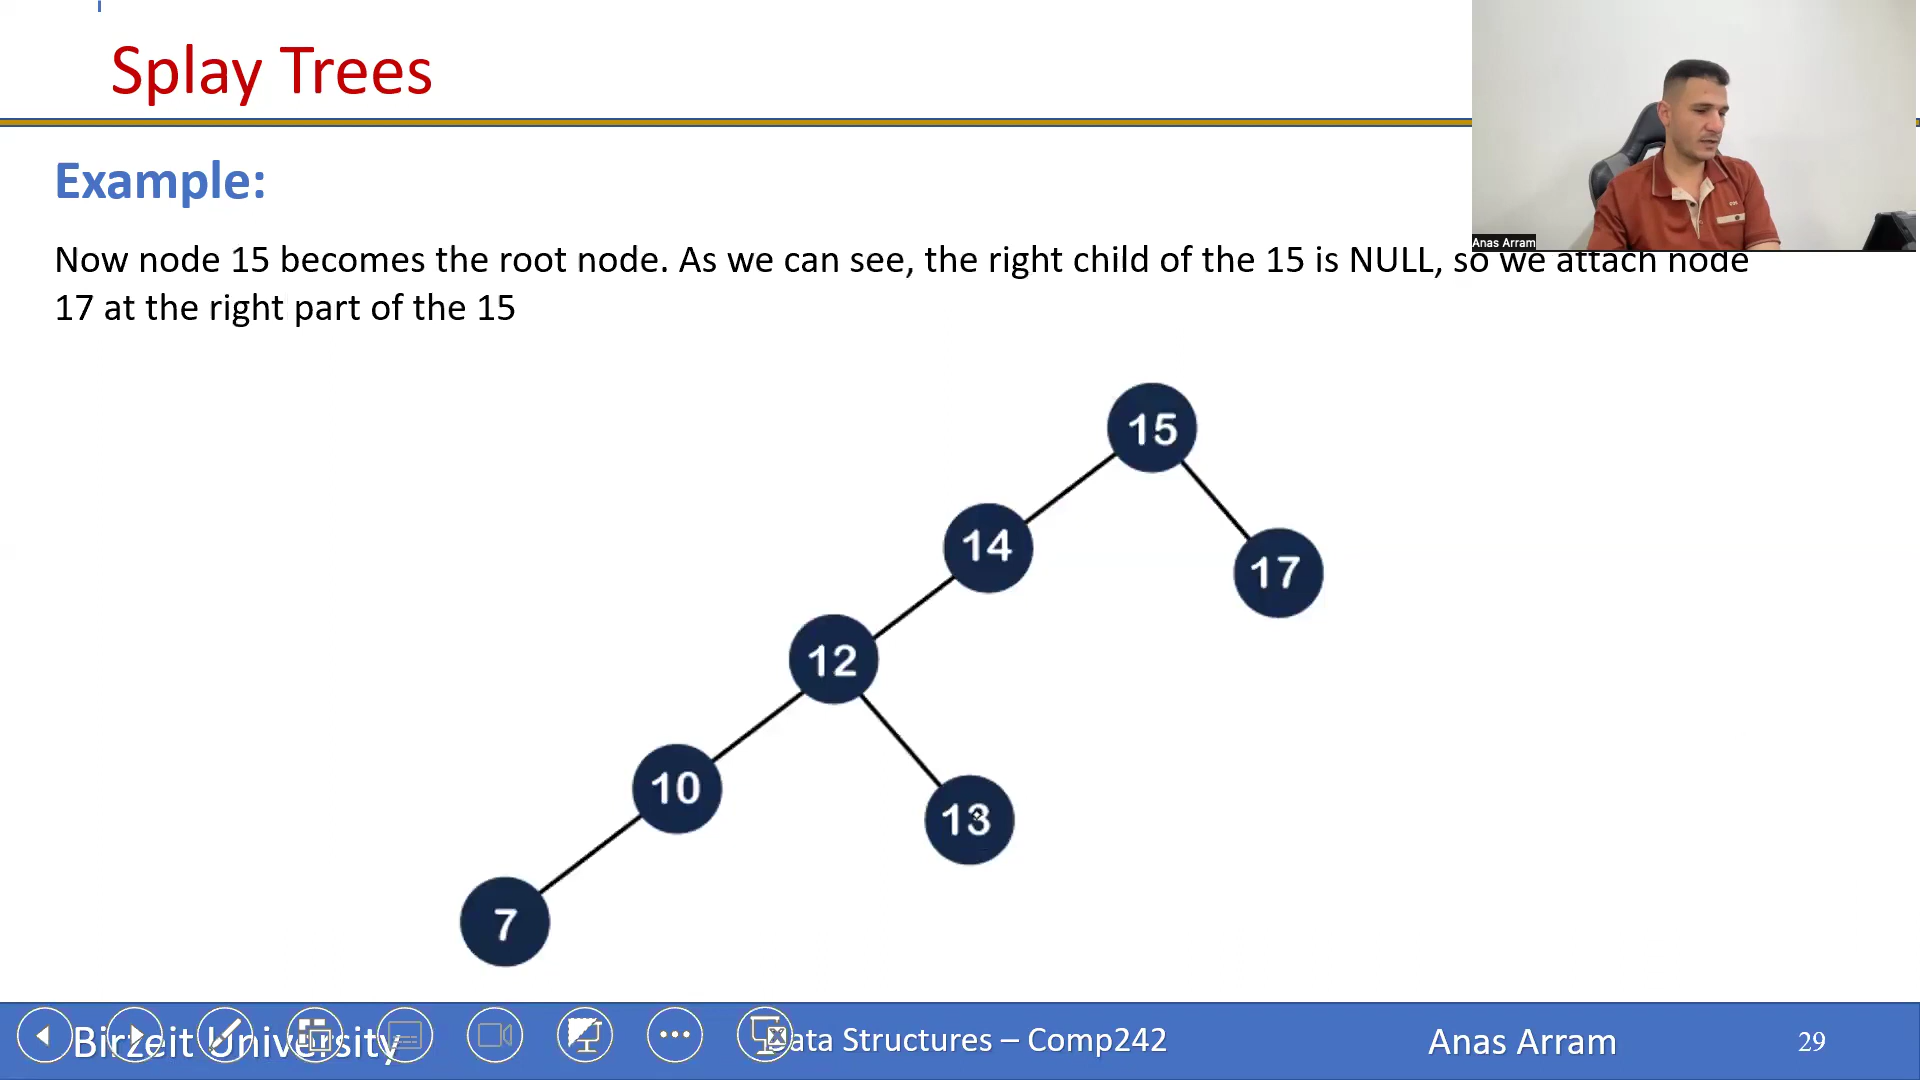 Splay Trees
Anas Arram
Example:
Now node 15 becomes the root node. As we can see, the right child of the 15 is NULL, so we attach node
17 at the right part of the 15
15
14
17
12
10
13
7
Birzeit University
Data Structures – Comp242
Anas Arram
29